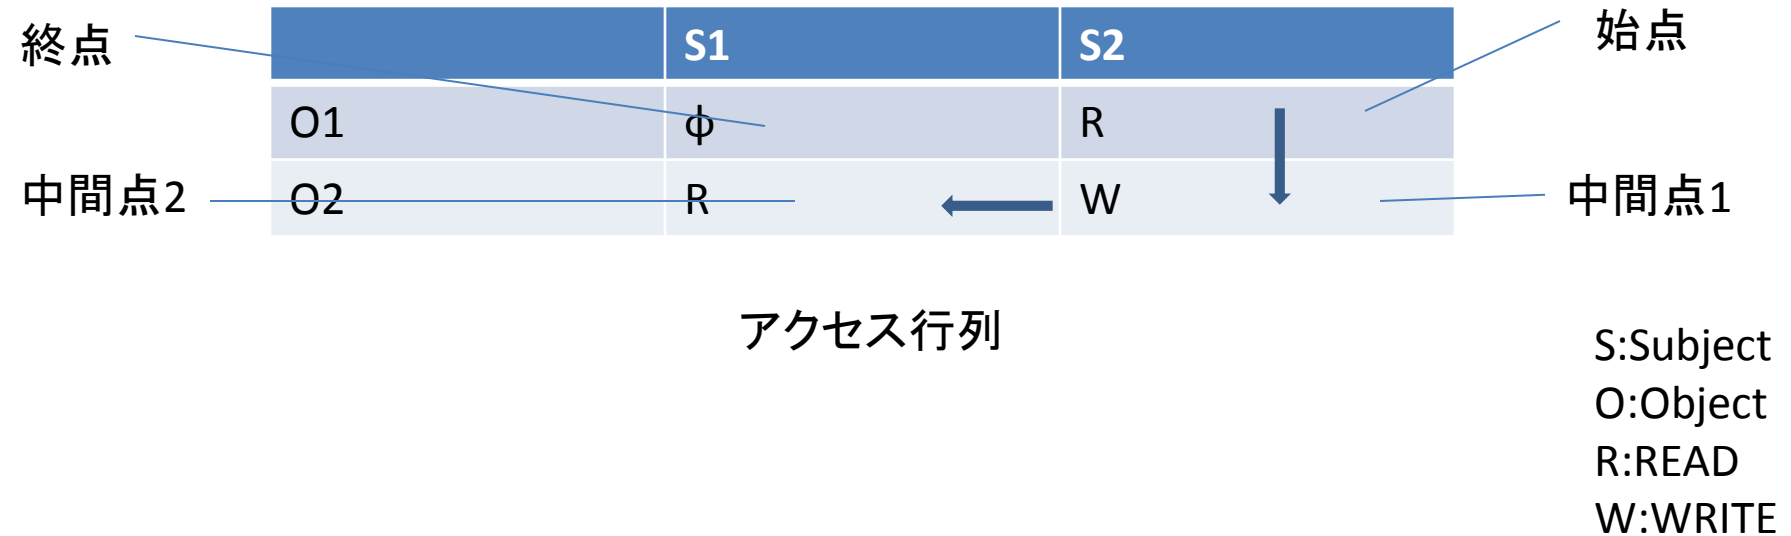 終点
S1
S2
始点
O1
φ
R
中間点2
O2
R
W
中間点1
アクセス行列
S:Subject
O:Object
R:READ
W:WRITE